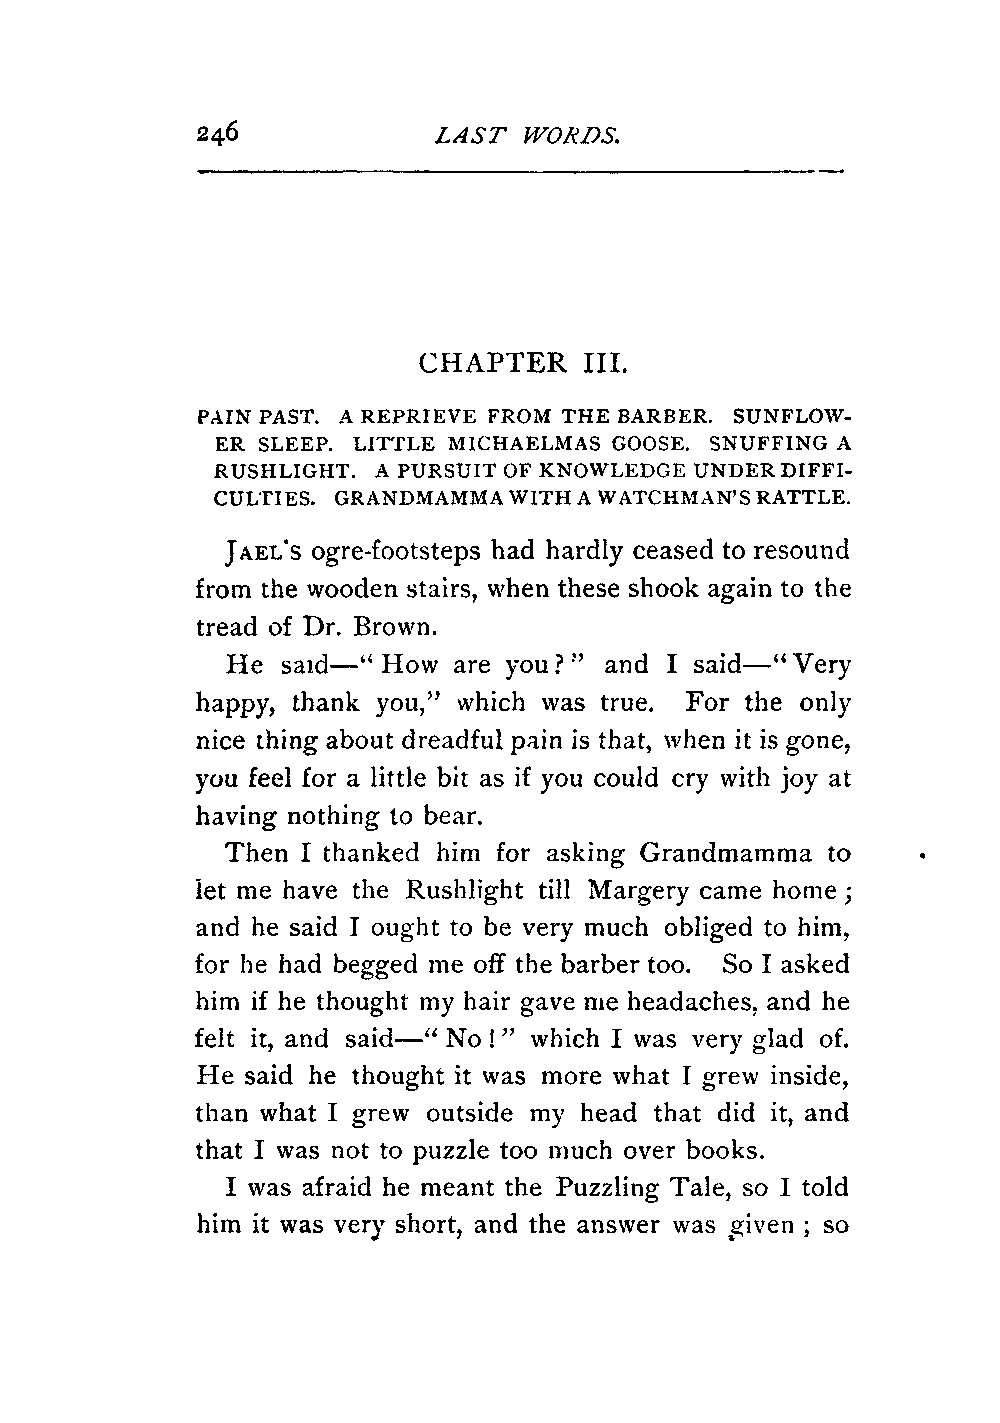 246 LAST WORDS.
CHAPTER III.
PAIN PAST. A REPRIEVE FROM THE BARBER. SUNFLOW-
ER SLEEP. LITTLE MICHAELMAS GOOSE. SNUFFING A
RUSHLIGHT. A PURSUIT OF KNOWLEDGE UNDER DIFFI-
CULTIES. GRANDMAMMA WITH A WATCHMAN'S RATTLE.
JAEL'S ogre-footsteps had hardly ceased to resound
from the wooden stairs, when these shook again to the
tread of Dr. Brown.
He said—"How are you?" and I said—"Very
happy, thank you," which was true. For the only
nice thing about dreadful pain is that, when it is gone,
you feel for a little bit as if you could cry with joy at
having nothing to bear.
Then I thanked him for asking Grandmamma to
let me have the Rushlight till Margery came home;
and he said I ought to be very much obliged to him,
for he had begged me off the barber too. So I asked
him if he thought my hair gave me headaches, and he
felt it, and said—"No!" which I was very glad of.
He said he thought it was more what I grew inside,
than what I grew outside my head that did it, and
that I was not to puzzle too much over books.
I was afraid he meant the Puzzling Tale, so I told
him it was very short, and the answer was given; so